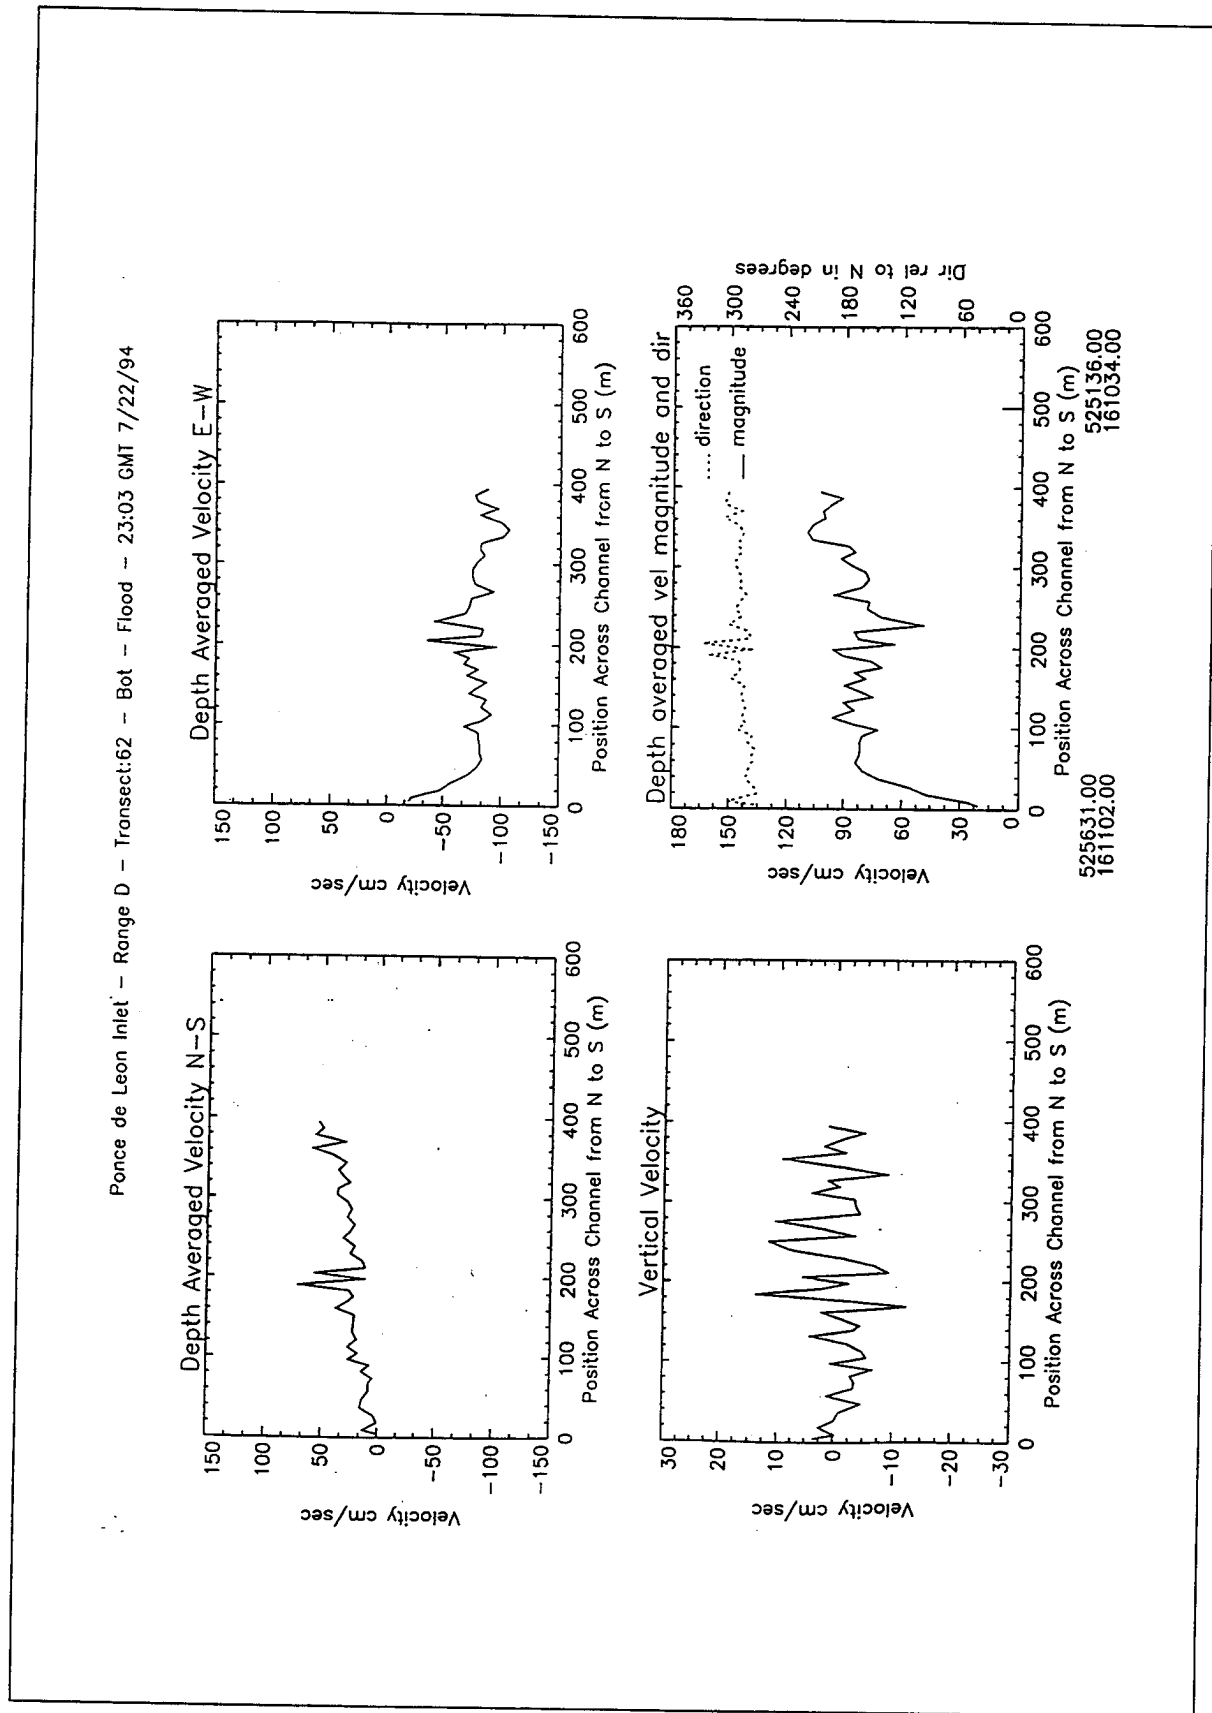 Ponce de Leon Inlet – Range D – Transect:62 – Bot – Flood – 23:03 GMT 7/22/94
Depth Averaged Velocity N–S
150
100
50
0
−50
−100
−150
Velocity cm/sec
0 100 200 300 400 500 600
Position Across Channel from N to S (m)
Depth Averaged Velocity E–W
150
100
50
0
−50
−100
−150
Velocity cm/sec
0 100 200 300 400 500 600
Position Across Channel from N to S (m)
Vertical Velocity
30
20
10
0
−10
−20
−30
Velocity cm/sec
0 100 200 300 400 500 600
Position Across Channel from N to S (m)
Depth averaged vel magnitude and dir
180
150
120
90
60
30
0
Velocity cm/sec
direction
magnitude
360
300
240
180
120
60
0
Dir rel to N in degrees
0 100 200 300 400 500 600
Position Across Channel from N to S (m)
525631.00 525136.00
161102.00 161034.00